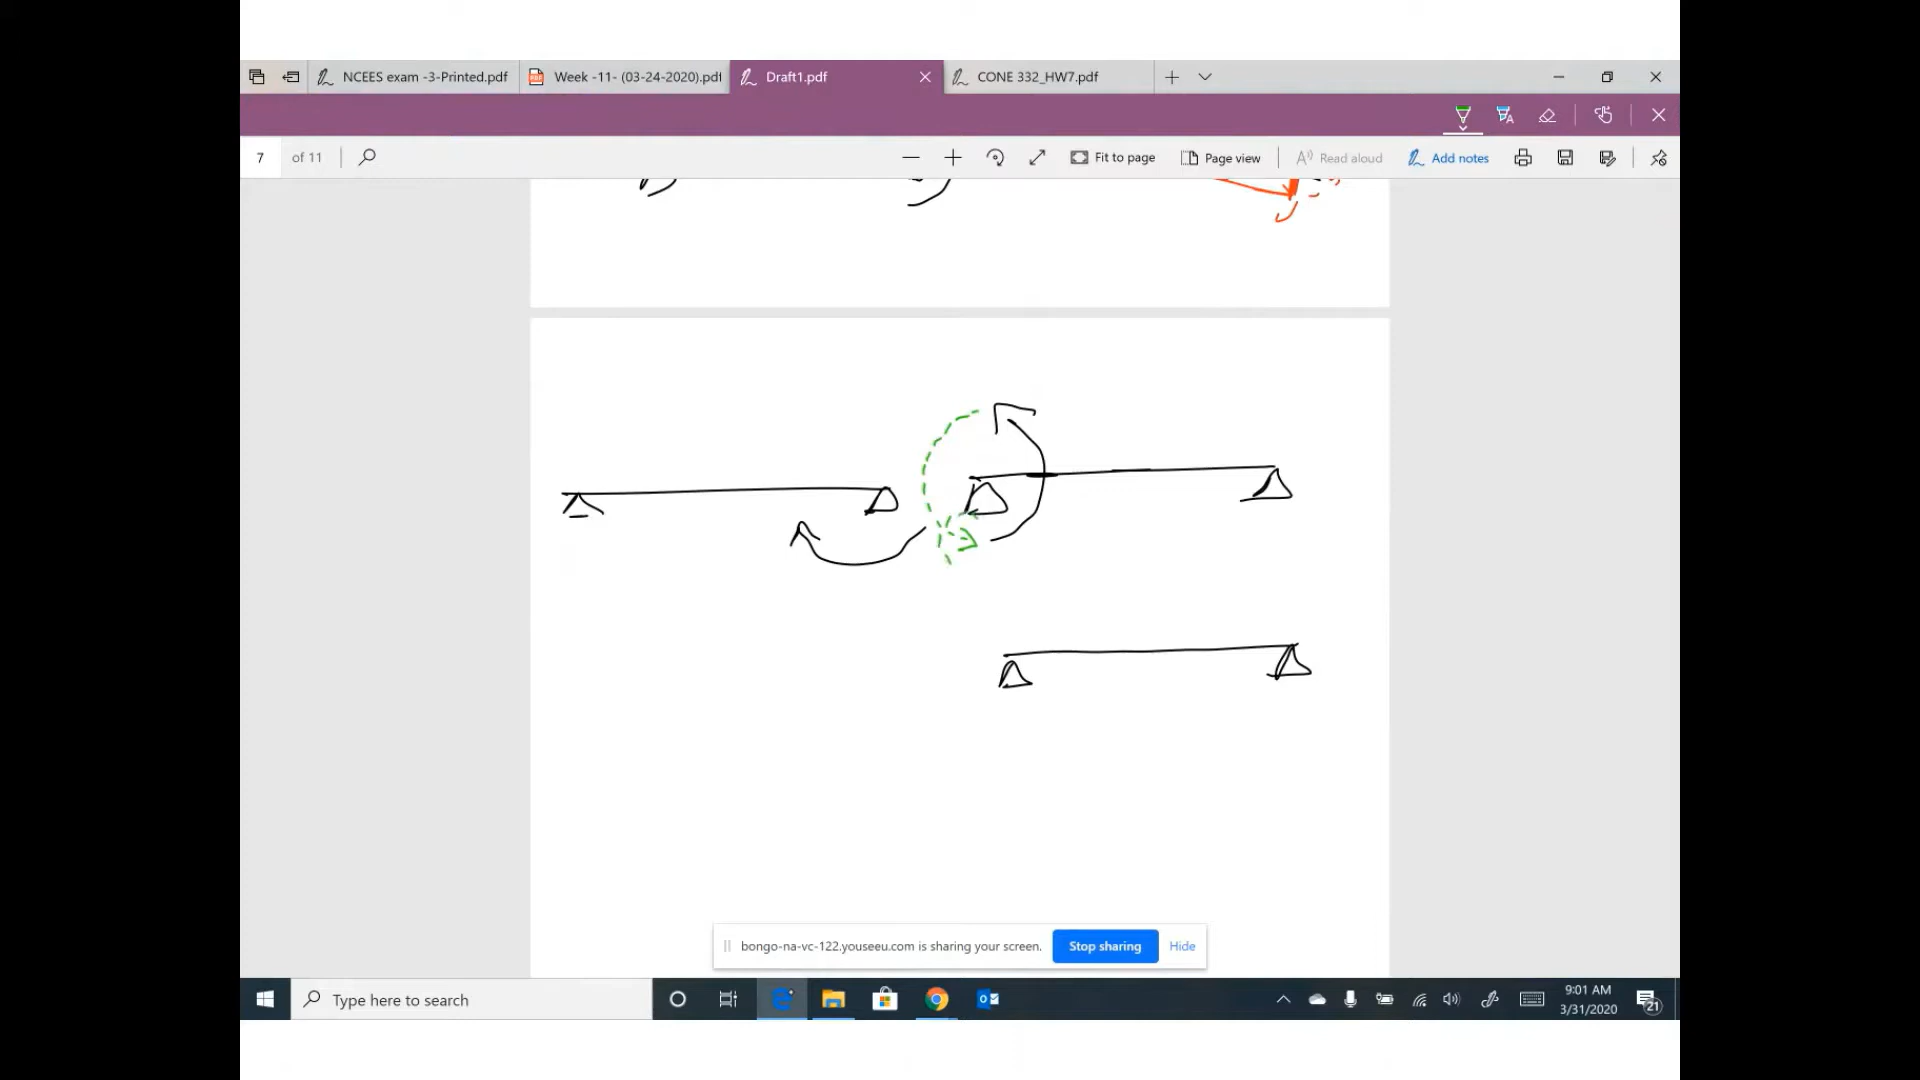 NCEES exam -3-Printed.pdf
Week -11- (03-24-2020).pdf
Draft1.pdf
CONE 332_HW7.pdf
7 of 11
Fit to page
Page view
Read aloud
Add notes
bongo-na-vc-122.youseeu.com is sharing your screen.
Stop sharing
Hide
Type here to search
9:01 AM
3/31/2020
21